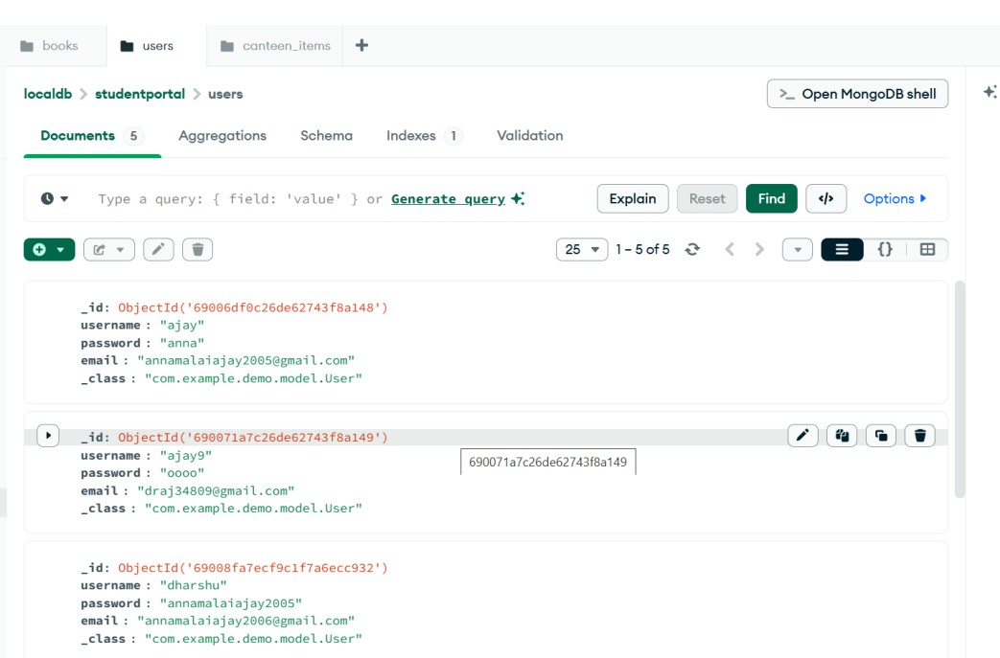 books users canteen_items +
localdb > studentportal > users
>_ Open MongoDB shell
Documents 5 Aggregations Schema Indexes 1 Validation
Type a query: { field: 'value' } or Generate query
Explain Reset Find </> Options
25 1 – 5 of 5 {}
_id: ObjectId('69006df0c26de62743f8a148')
username : "ajay"
password : "anna"
email : "annamalaiajay2005@gmail.com"
_class : "com.example.demo.model.User"
_id: ObjectId('690071a7c26de62743f8a149')
username : "ajay9"
690071a7c26de62743f8a149
password : "oooo"
email : "draj34809@gmail.com"
_class : "com.example.demo.model.User"
_id: ObjectId('69008fa7ecf9c1f7a6ecc932')
username : "dharshu"
password : "annamalaiajay2005"
email : "annamalaiajay2006@gmail.com"
_class : "com.example.demo.model.User"